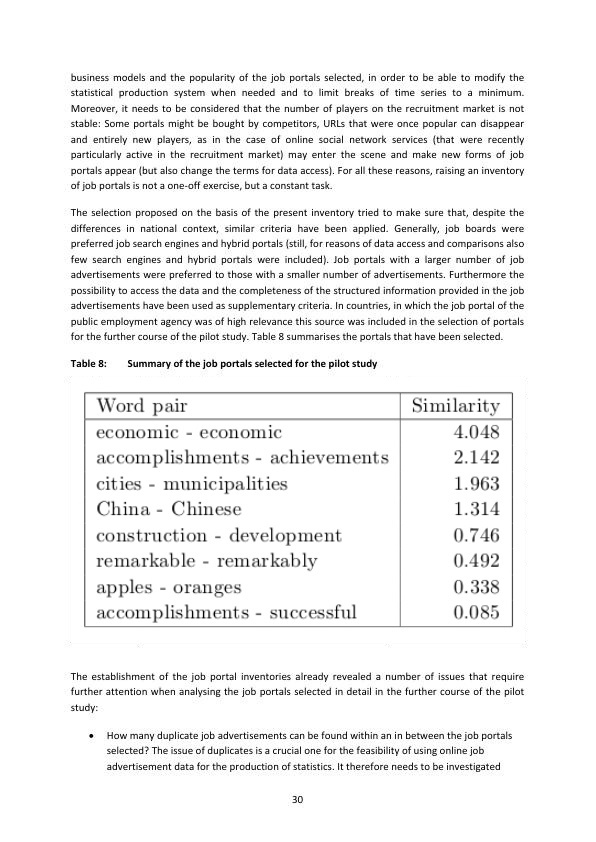 business models and the popularity of the job portals selected, in order to be able to modify the
statistical production system when needed and to limit breaks of time series to a minimum.
Moreover, it needs to be considered that the number of players on the recruitment market is not
stable: Some portals might be bought by competitors, URLs that were once popular can disappear
and entirely new players, as in the case of online social network services (that were recently
particularly active in the recruitment market) may enter the scene and make new forms of job
portals appear (but also change the terms for data access). For all these reasons, raising an inventory
of job portals is not a one-off exercise, but a constant task.
The selection proposed on the basis of the present inventory tried to make sure that, despite the
differences in national context, similar criteria have been applied. Generally, job boards were
preferred job search engines and hybrid portals (still, for reasons of data access and comparisons also
few search engines and hybrid portals were included). Job portals with a larger number of job
advertisements were preferred to those with a smaller number of advertisements. Furthermore the
possibility to access the data and the completeness of the structured information provided in the job
advertisements have been used as supplementary criteria. In countries, in which the job portal of the
public employment agency was of high relevance this source was included in the selection of portals
for the further course of the pilot study. Table 8 summarises the portals that have been selected.
Table 8: Summary of the job portals selected for the pilot study
Word pair Similarity
economic - economic 4.048
accomplishments - achievements 2.142
cities - municipalities 1.963
China - Chinese 1.314
construction - development 0.746
remarkable - remarkably 0.492
apples - oranges 0.338
accomplishments - successful 0.085
The establishment of the job portal inventories already revealed a number of issues that require
further attention when analysing the job portals selected in detail in the further course of the pilot
study:
• How many duplicate job advertisements can be found within an in between the job portals
selected? The issue of duplicates is a crucial one for the feasibility of using online job
advertisement data for the production of statistics. It therefore needs to be investigated
30